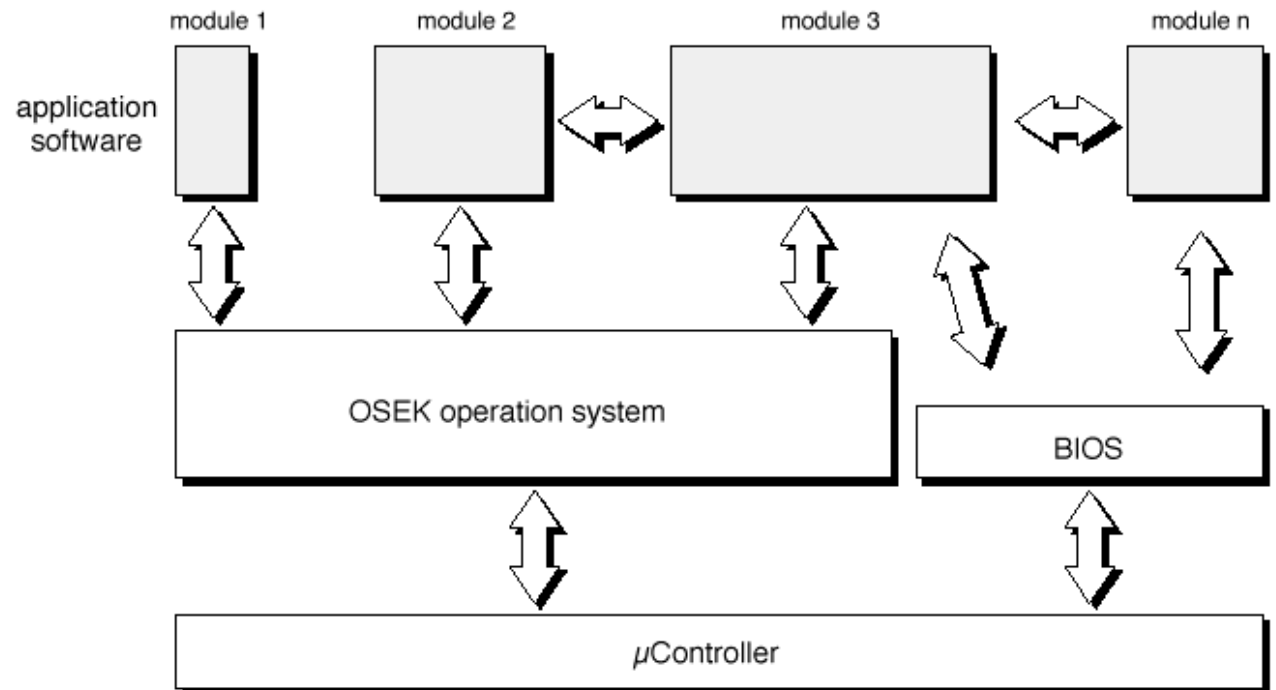 module 1
module 2
module 3
module n
application
software
OSEK operation system
BIOS
µController